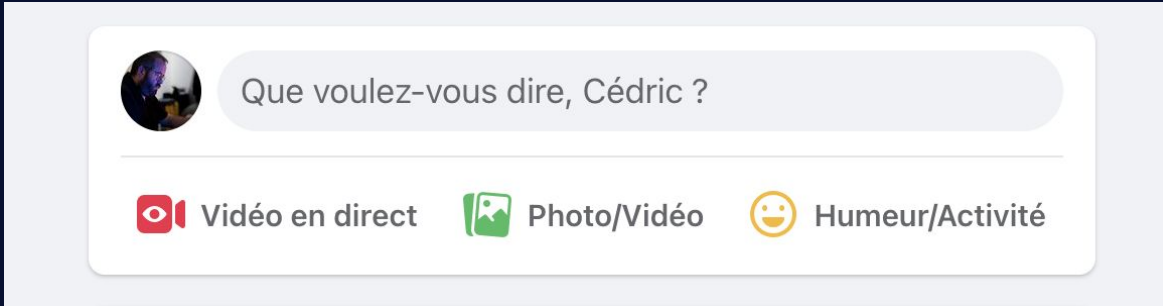 Que voulez-vous dire, Cédric ?
Vidéo en direct Photo/Vidéo Humeur/Activité